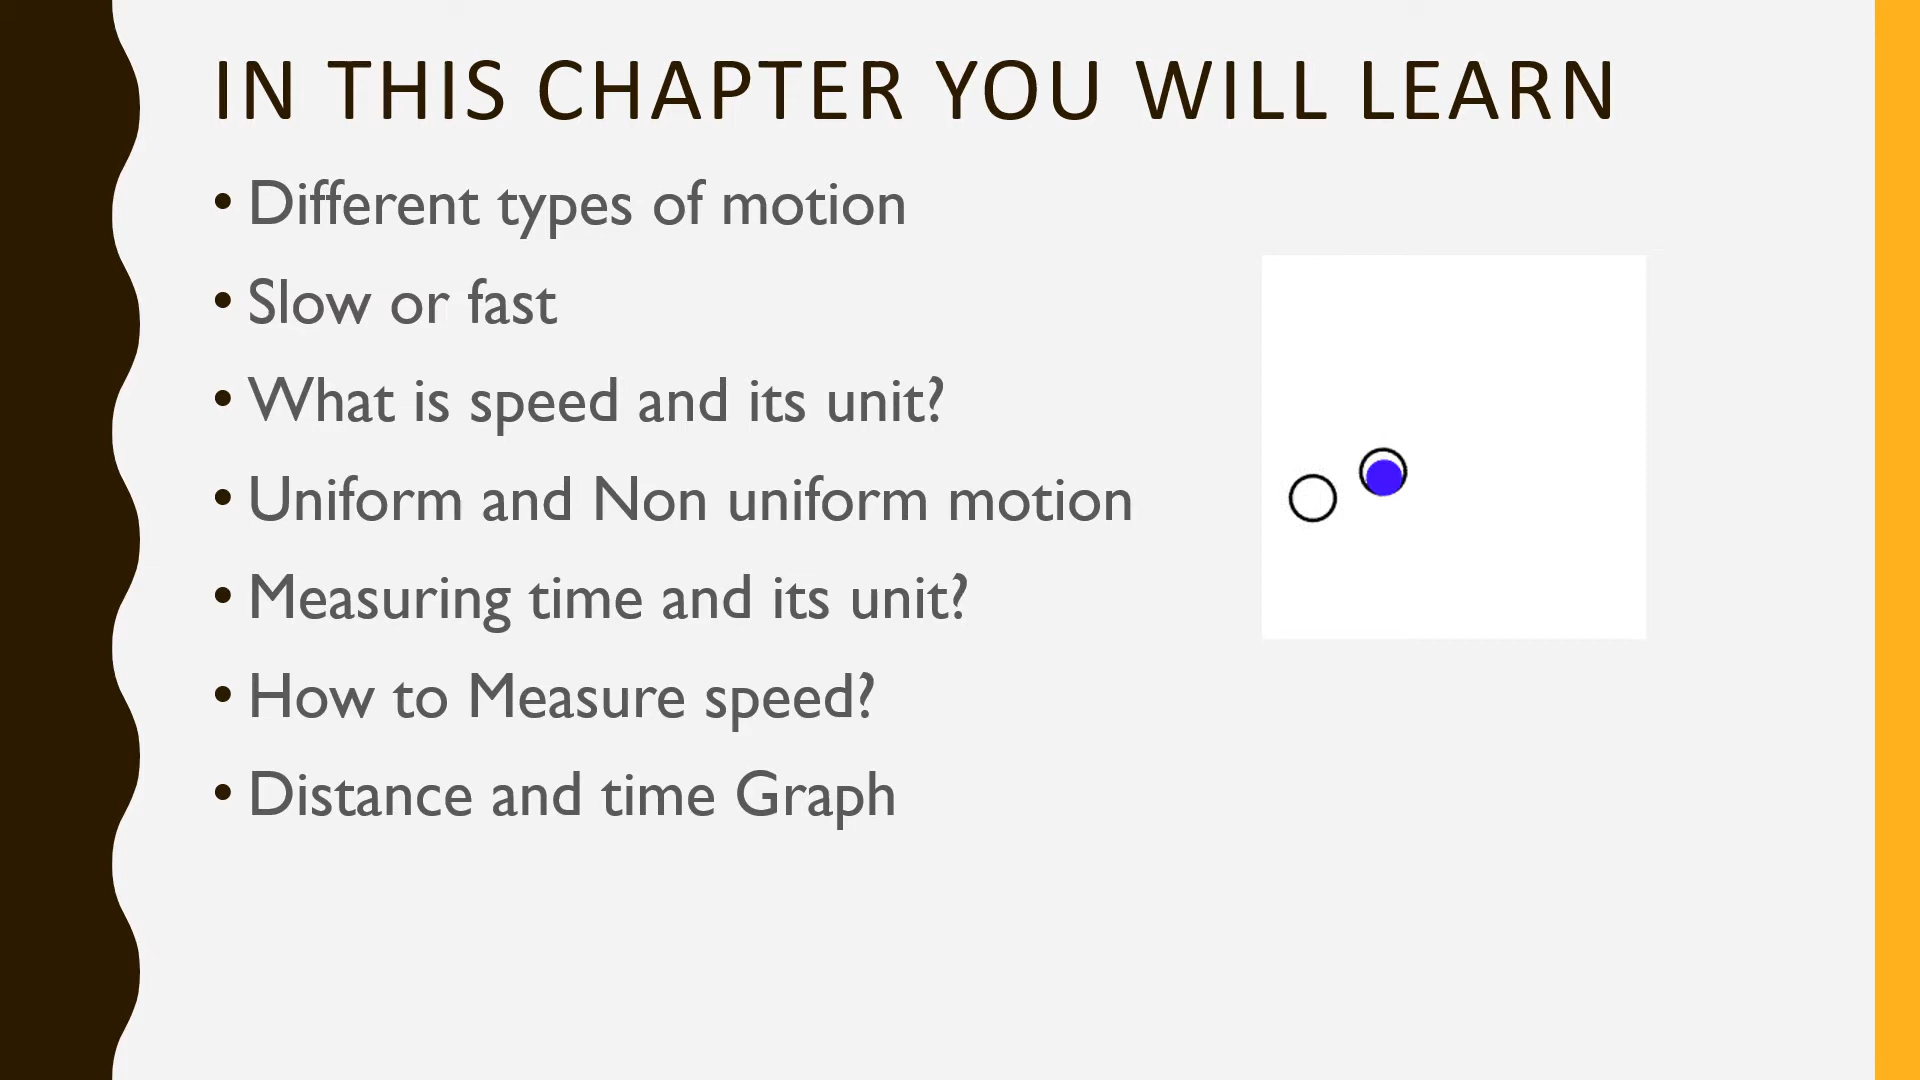 IN THIS CHAPTER YOU WILL LEARN
• Different types of motion
• Slow or fast
• What is speed and its unit?
• Uniform and Non uniform motion
• Measuring time and its unit?
• How to Measure speed?
• Distance and time Graph